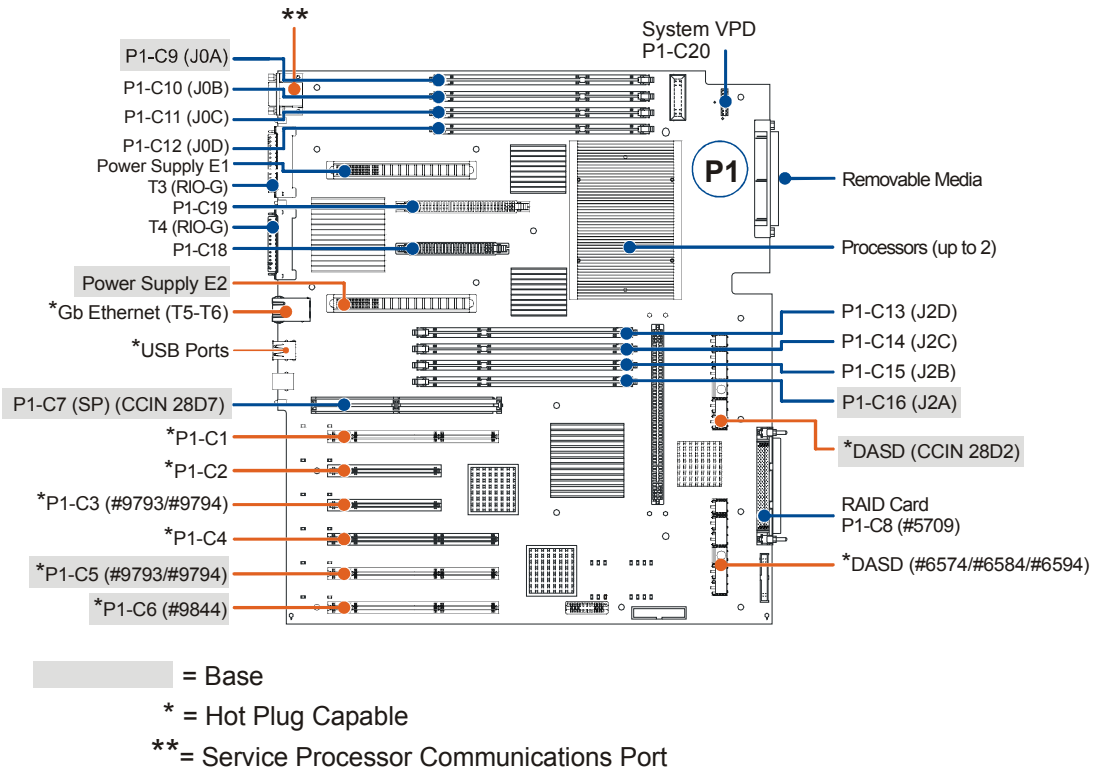 **
System VPD
P1-C20
P1-C9 (J0A)
P1-C10 (J0B)
P1-C11 (J0C)
P1-C12 (J0D)
Power Supply E1
T3 (RIO-G)
P1-C19
T4 (RIO-G)
P1-C18
Power Supply E2
*Gb Ethernet (T5-T6)
*USB Ports
P1-C7 (SP) (CCIN 28D7)
*P1-C1
*P1-C2
*P1-C3 (#9793/#9794)
*P1-C4
*P1-C5 (#9793/#9794)
*P1-C6 (#9844)
P1
Removable Media
Processors (up to 2)
P1-C13 (J2D)
P1-C14 (J2C)
P1-C15 (J2B)
P1-C16 (J2A)
*DASD (CCIN 28D2)
RAID Card
P1-C8 (#5709)
*DASD (#6574/#6584/#6594)
= Base
* = Hot Plug Capable
**= Service Processor Communications Port